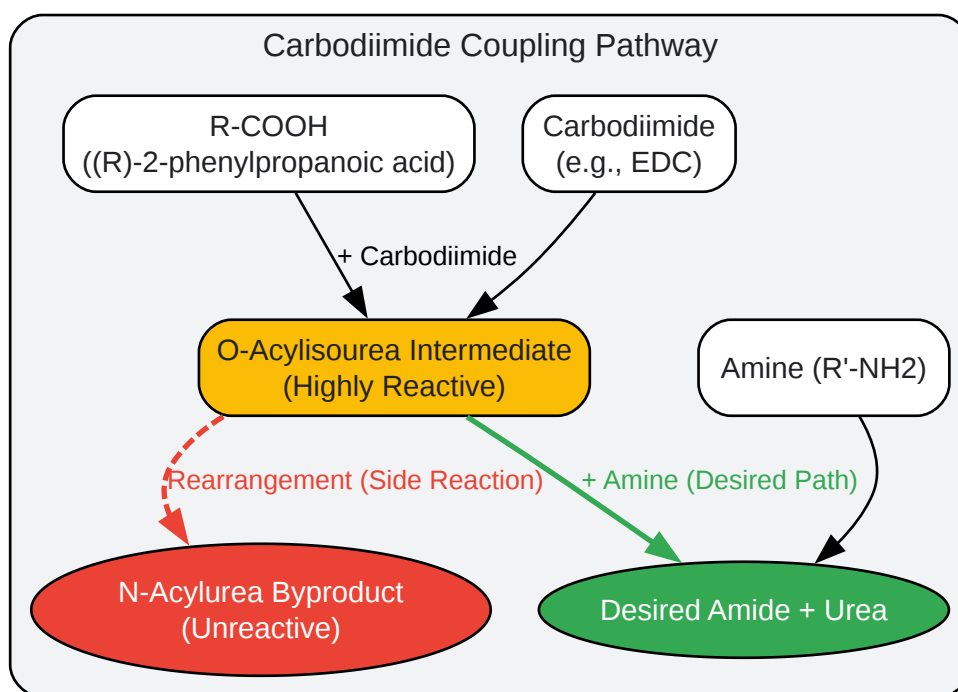 Carbodiimide Coupling Pathway
R-COOH
((R)-2-phenylpropanoic acid)
Carbodiimide
(e.g., EDC)
+ Carbodiimide
O-Acylisourea Intermediate
(Highly Reactive)
Amine (R'-NH2)
Rearrangement (Side Reaction)
+ Amine (Desired Path)
N-Acylurea Byproduct
(Unreactive)
Desired Amide + Urea